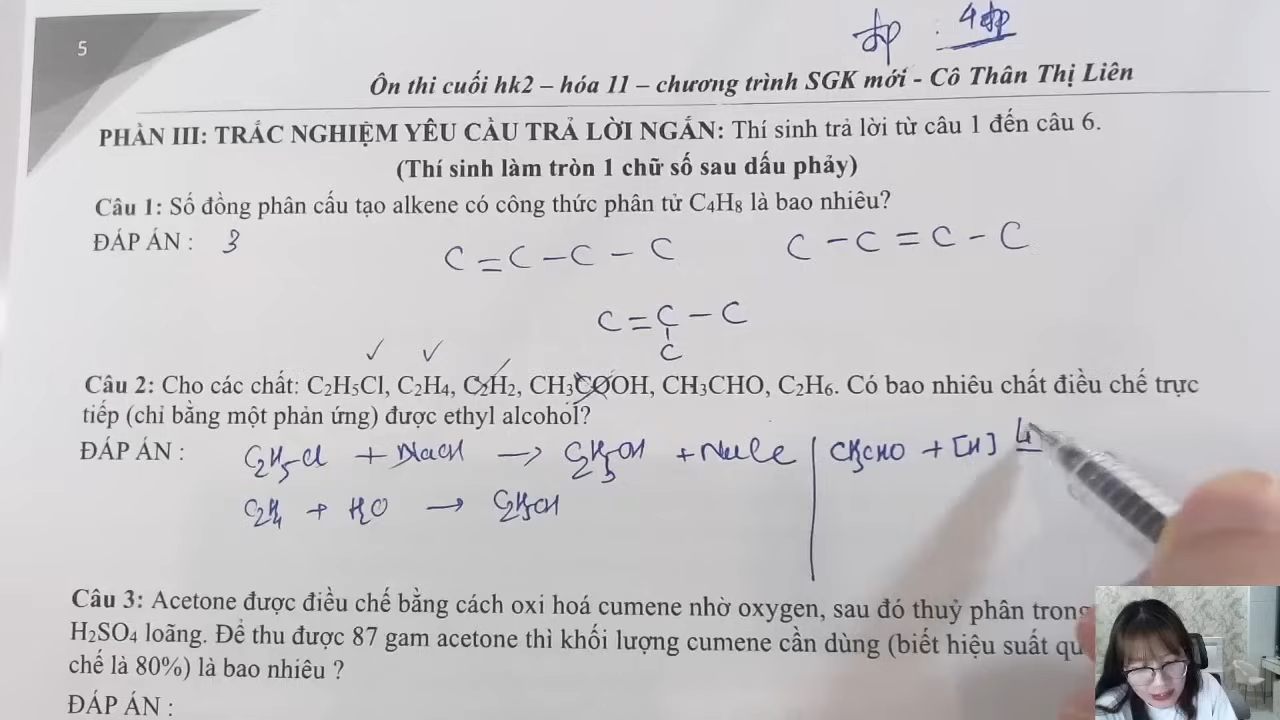 5
đp : 4đp
Ôn thi cuối hk2 – hóa 11 – chương trình SGK mới - Cô Thân Thị Liên
PHẦN III: TRẮC NGHIỆM YÊU CẦU TRẢ LỜI NGẮN: Thí sinh trả lời từ câu 1 đến câu 6.
(Thí sinh làm tròn 1 chữ số sau dấu phảy)
Câu 1: Số đồng phân cấu tạo alkene có công thức phân tử C₄H₈ là bao nhiêu?
ĐÁP ÁN : 3
C = C – C – C C – C = C – C
C = C – C
C
Câu 2: Cho các chất: C₂H₅Cl, C₂H₄, C₂H₂, CH₃COOH, CH₃CHO, C₂H₆. Có bao nhiêu chất điều chế trực
tiếp (chỉ bằng một phản ứng) được ethyl alcohol?
ĐÁP ÁN :
C₂H₅Cl + NaOH → C₂H₅OH + NaCl CH₃CHO + [H]
C₂H₄ + H₂O → C₂H₅OH
Câu 3: Acetone được điều chế bằng cách oxi hoá cumene nhờ oxygen, sau đó thuỷ phân trong
H₂SO₄ loãng. Để thu được 87 gam acetone thì khối lượng cumene cần dùng (biết hiệu suất qu
chế là 80%) là bao nhiêu ?
ĐÁP ÁN :